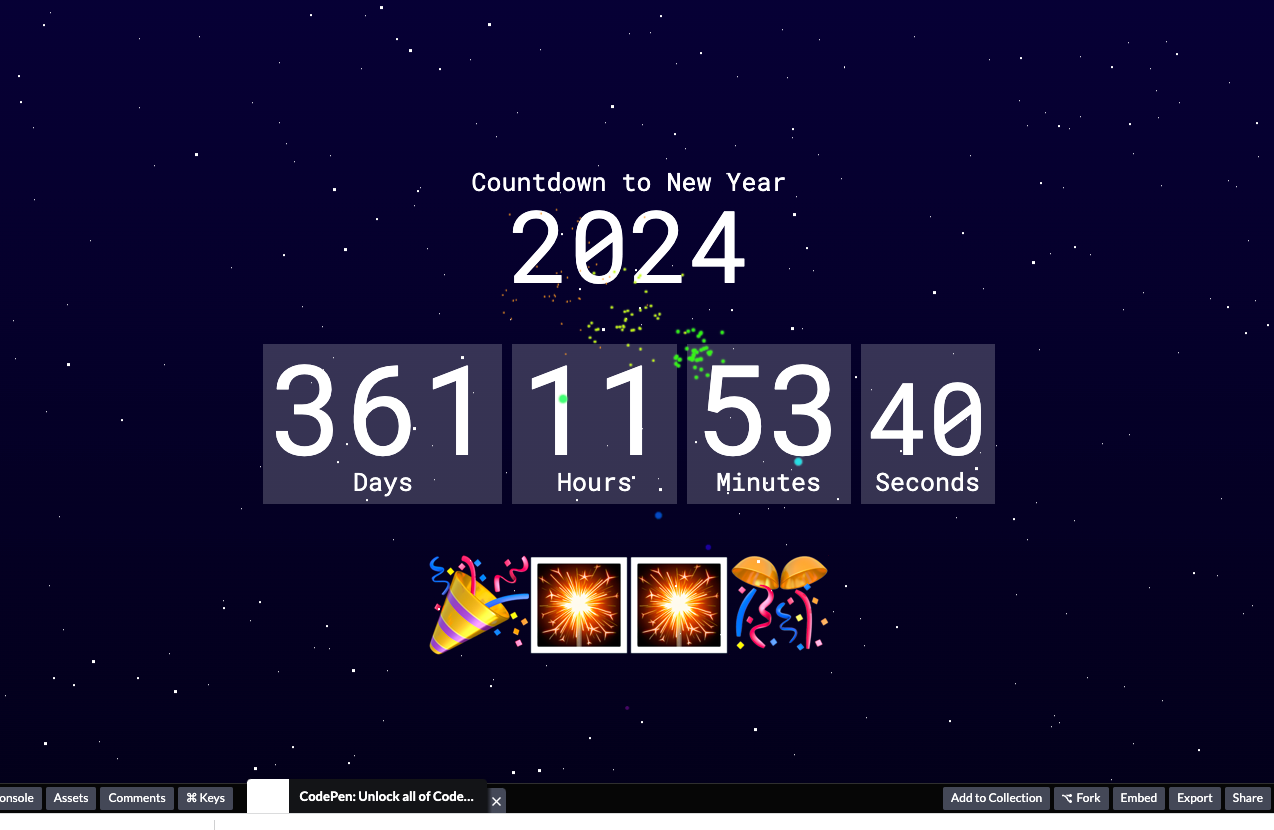 Countdown to New Year
2024
361 11 53 40
Days Hours Minutes Seconds
onsole Assets Comments ⌘ Keys CodePen: Unlock all of Code... × Add to Collection ⌥ Fork Embed Export Share